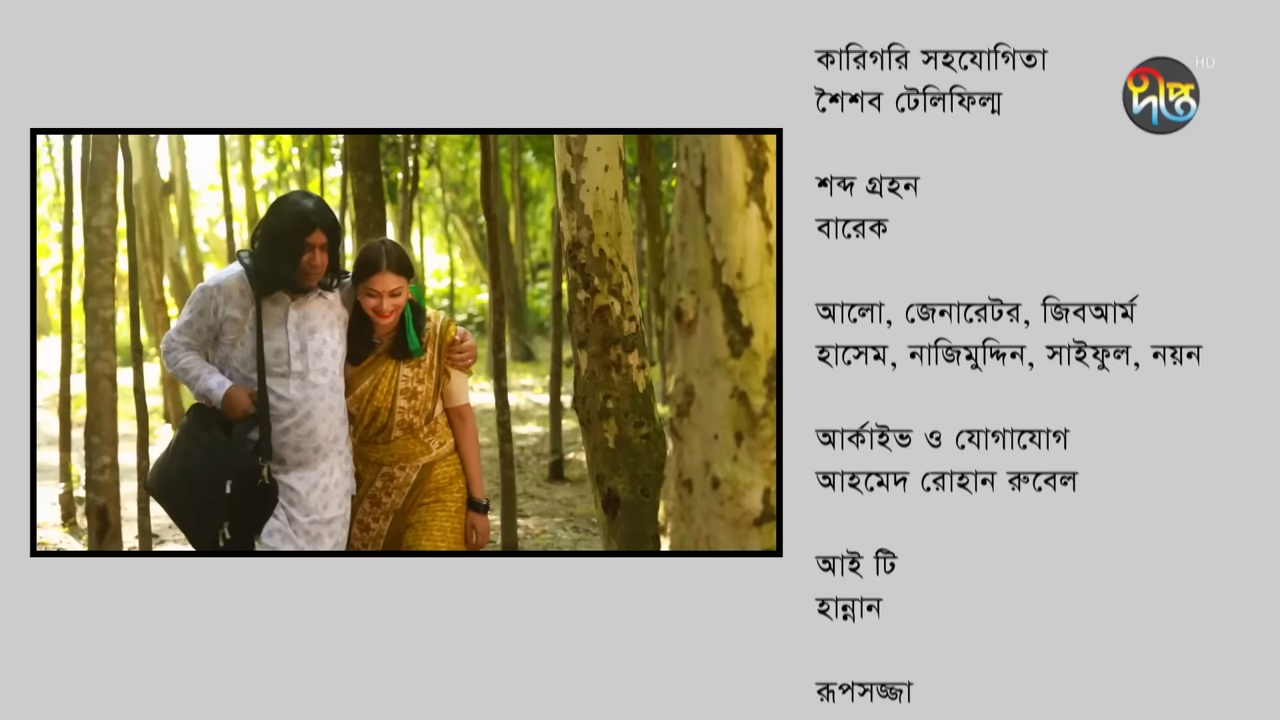 কারিগরি সহযোগিতা
শৈশব টেলিফিল্ম
দীপ্ত
HD
শব্দ গ্রহন
বারেক
আলো, জেনারেটর, জিবআর্ম
হাসেম, নাজিমুদ্দিন, সাইফুল, নয়ন
আর্কাইভ ও যোগাযোগ
আহমেদ রোহান রুবেল
আই টি
হান্নান
রূপসজ্জা